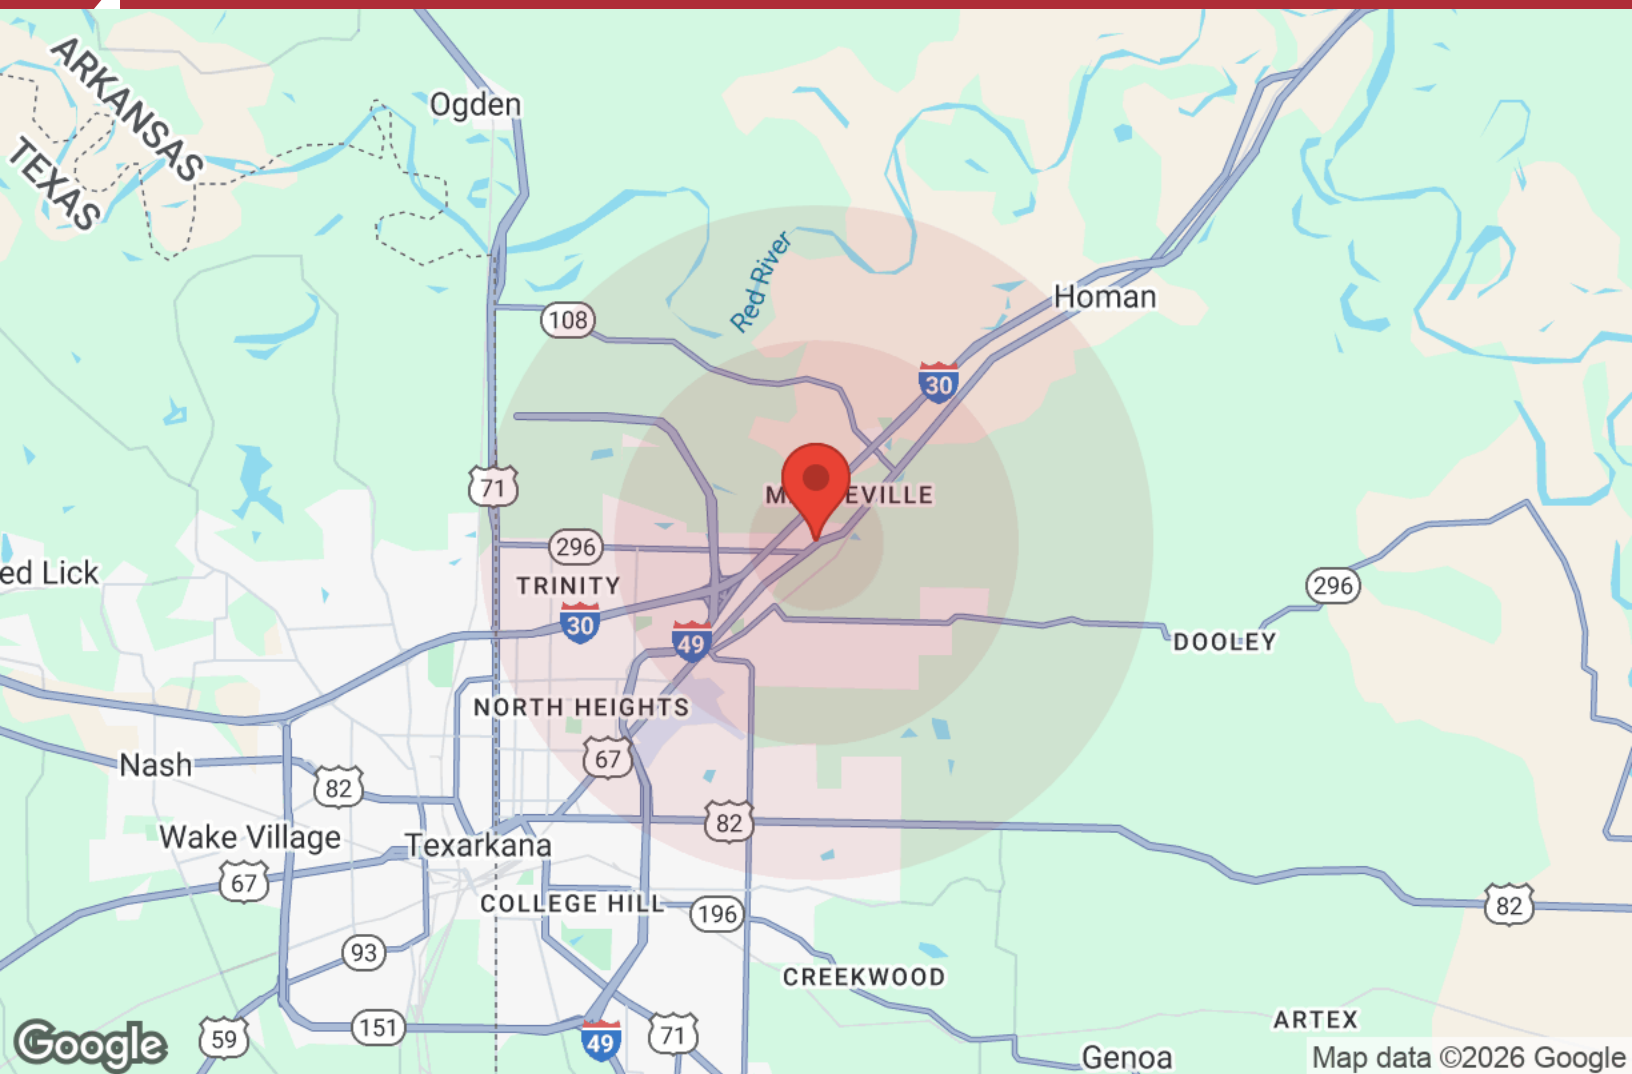 ARKANSAS
TEXAS
Ogden
Red River
108
Homan
30
71
296
TRINITY
30
49
ed Lick
296
DOOLEY
NORTH HEIGHTS
67
Nash
82
82
Wake Village
Texarkana
67
COLLEGE HILL
196
82
93
CREEKWOOD
151
59
49
71
ARTEX
Genoa
Google
Map data ©2026 Google